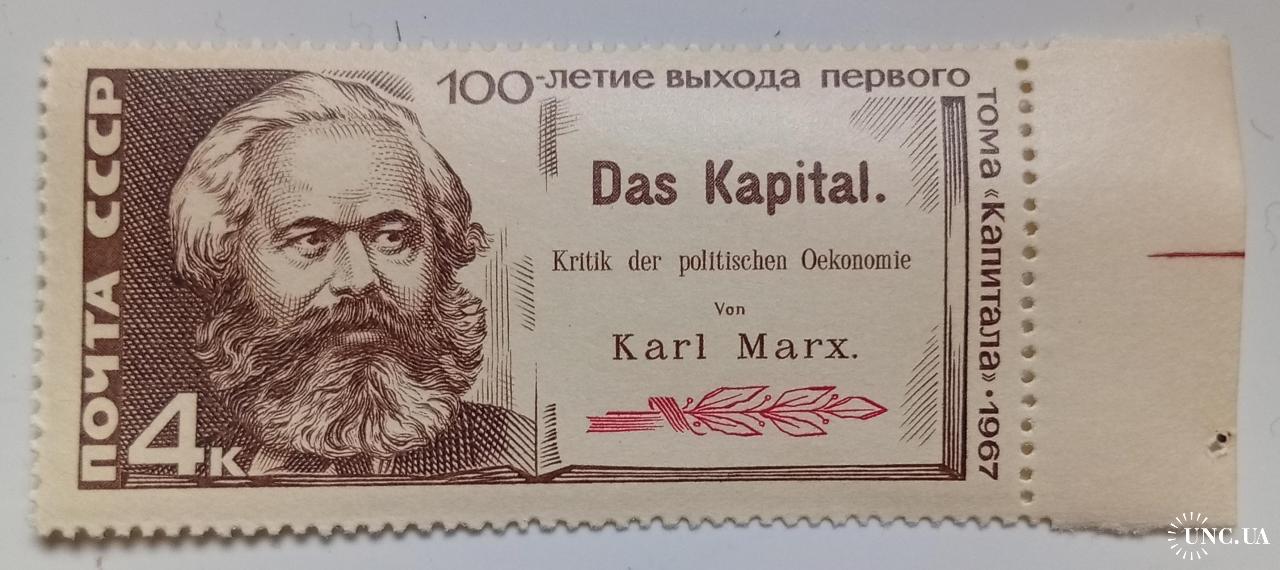 ПОЧТА СССР
4к
100-летие выхода первого
тома «Капитала»·1967
Das Kapital.
Kritik der politischen Oekonomie
Von
Karl Marx.
UNC.UA